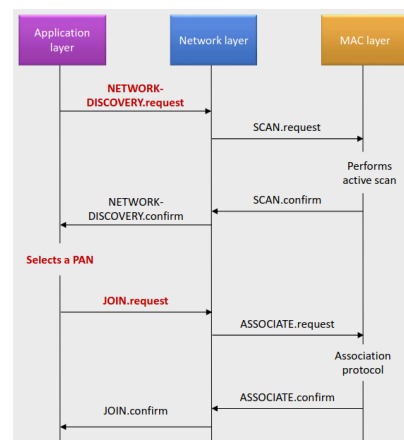 Application
layer
Network layer
MAC layer
NETWORK-
DISCOVERY.request
SCAN.request
Performs
active scan
NETWORK-
DISCOVERY.confirm
SCAN.confirm
Selects a PAN
JOIN.request
ASSOCIATE.request
Association
protocol
ASSOCIATE.confirm
JOIN.confirm